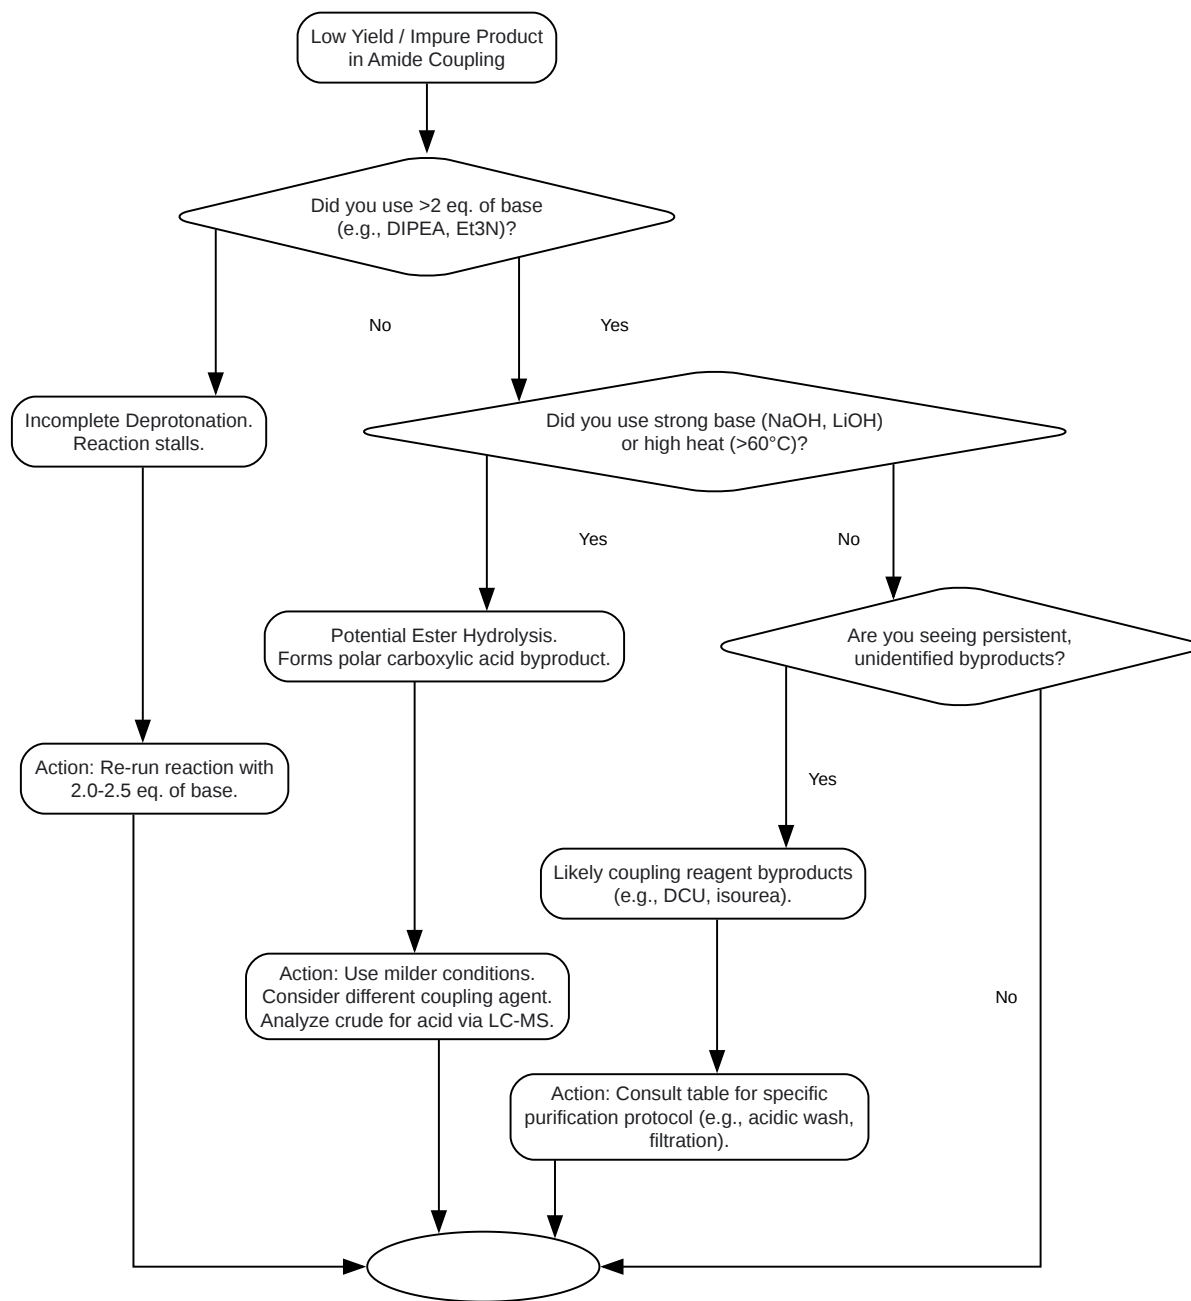 Low Yield / Impure Product
in Amide Coupling
Did you use >2 eq. of base
(e.g., DIPEA, Et3N)?
No
Yes
Incomplete Deprotonation.
Reaction stalls.
Did you use strong base (NaOH, LiOH)
or high heat (>60°C)?
Yes
No
Potential Ester Hydrolysis.
Forms polar carboxylic acid byproduct.
Are you seeing persistent,
unidentified byproducts?
Action: Re-run reaction with
2.0-2.5 eq. of base.
Yes
Likely coupling reagent byproducts
(e.g., DCU, isourea).
Action: Use milder conditions.
Consider different coupling agent.
Analyze crude for acid via LC-MS.
No
Action: Consult table for specific
purification protocol (e.g., acidic wash,
filtration).